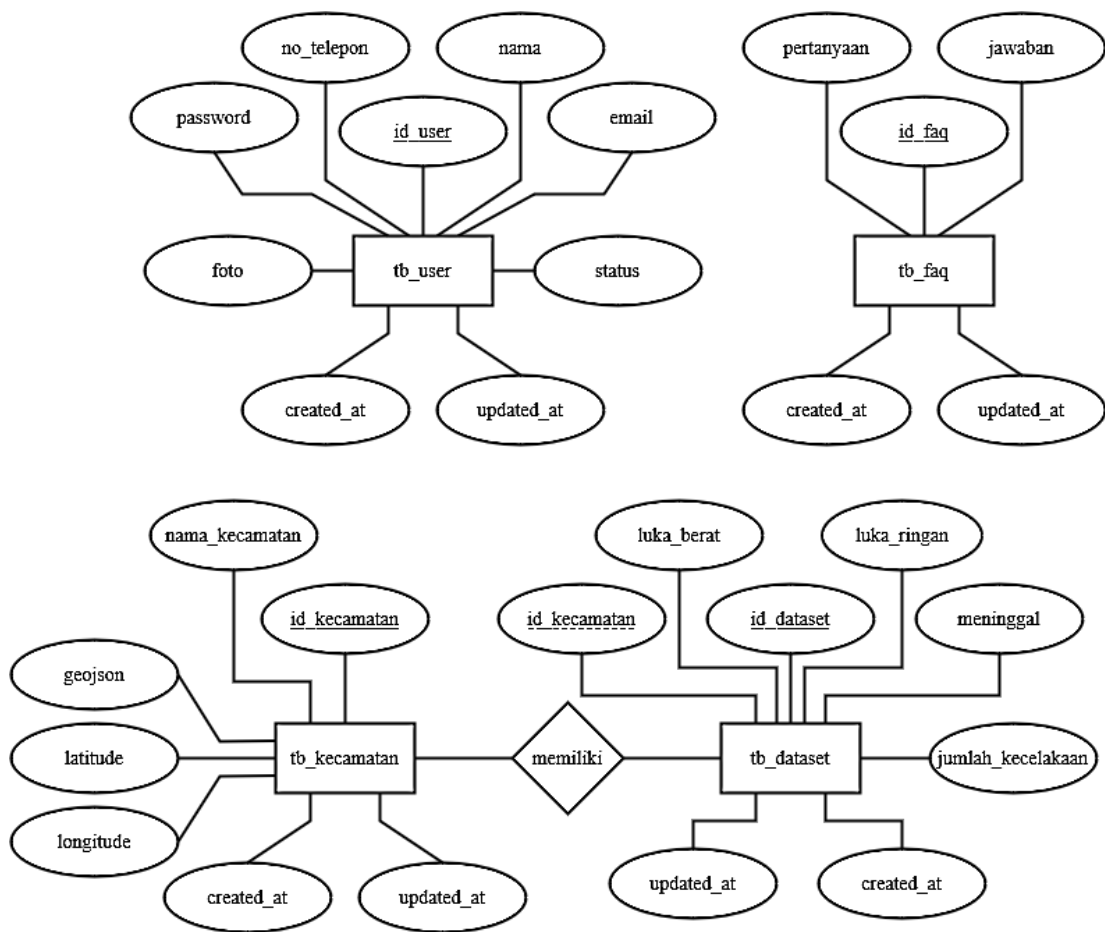 no_telepon
nama
pertanyaan
jawaban
password
id_user
email
id_faq
foto
tb_user
status
tb_faq
created_at
updated_at
created_at
updated_at
nama_kecamatan
luka_berat
luka_ringan
id_kecamatan
id_kecamatan
id_dataset
meninggal
geojson
latitude
tb_kecamatan
memiliki
tb_dataset
jumlah_kecelakaan
longitude
created_at
updated_at
updated_at
created_at